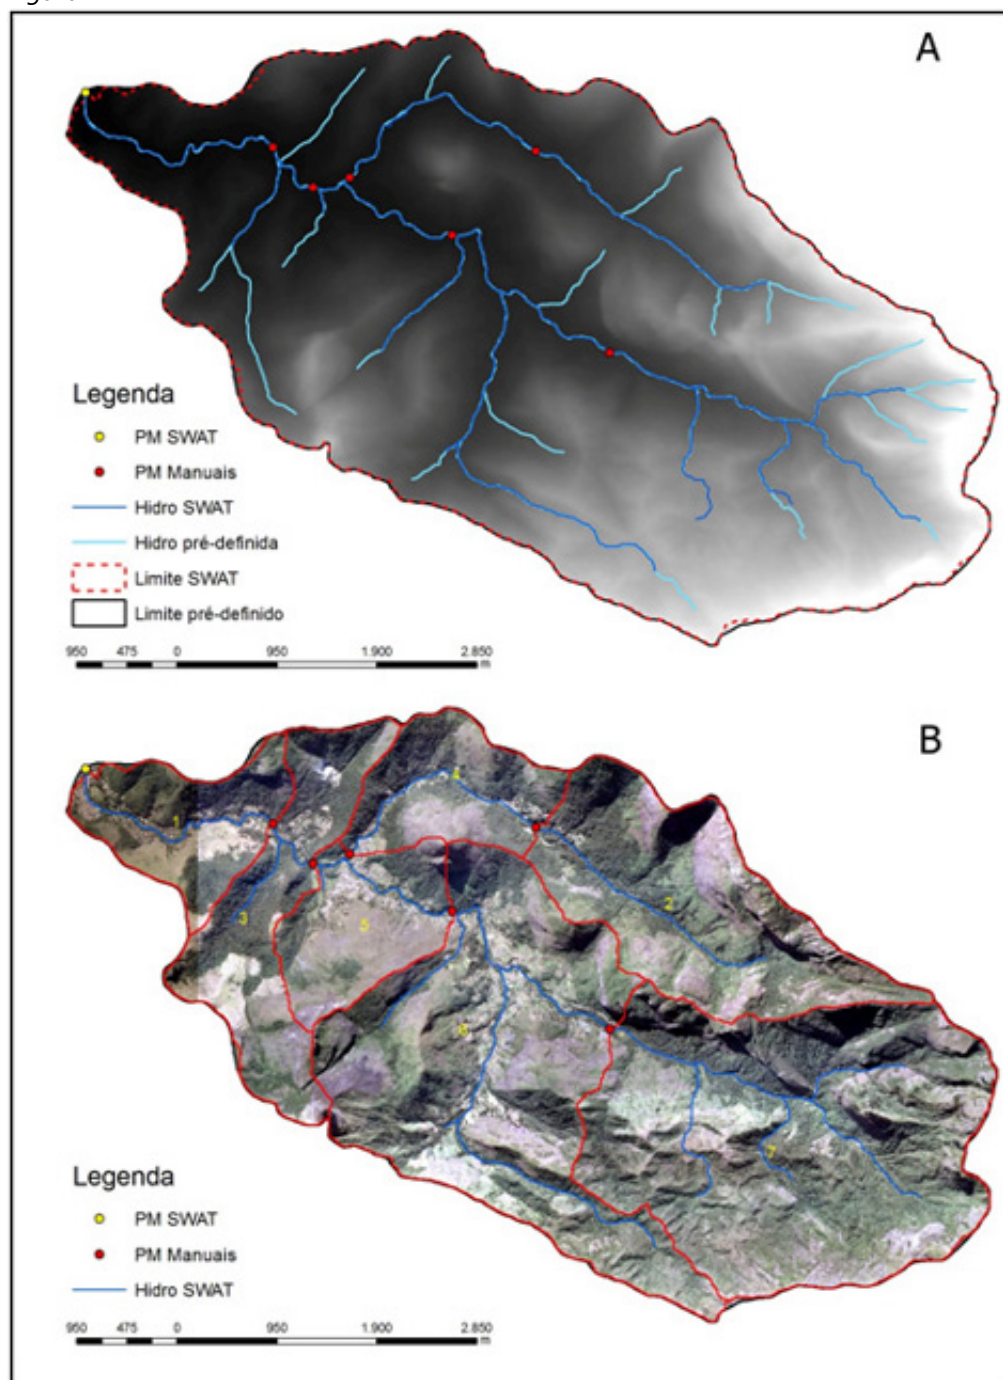 A
Legenda
PM SWAT
PM Manuais
Hidro SWAT
Hidro pré-definida
Limite SWAT
Limite pré-definido
950 475 0 950 1.900 2.850
m
B
4
1
2
3
5
6
7
Legenda
PM SWAT
PM Manuais
Hidro SWAT
950 475 0 950 1.900 2.850
m